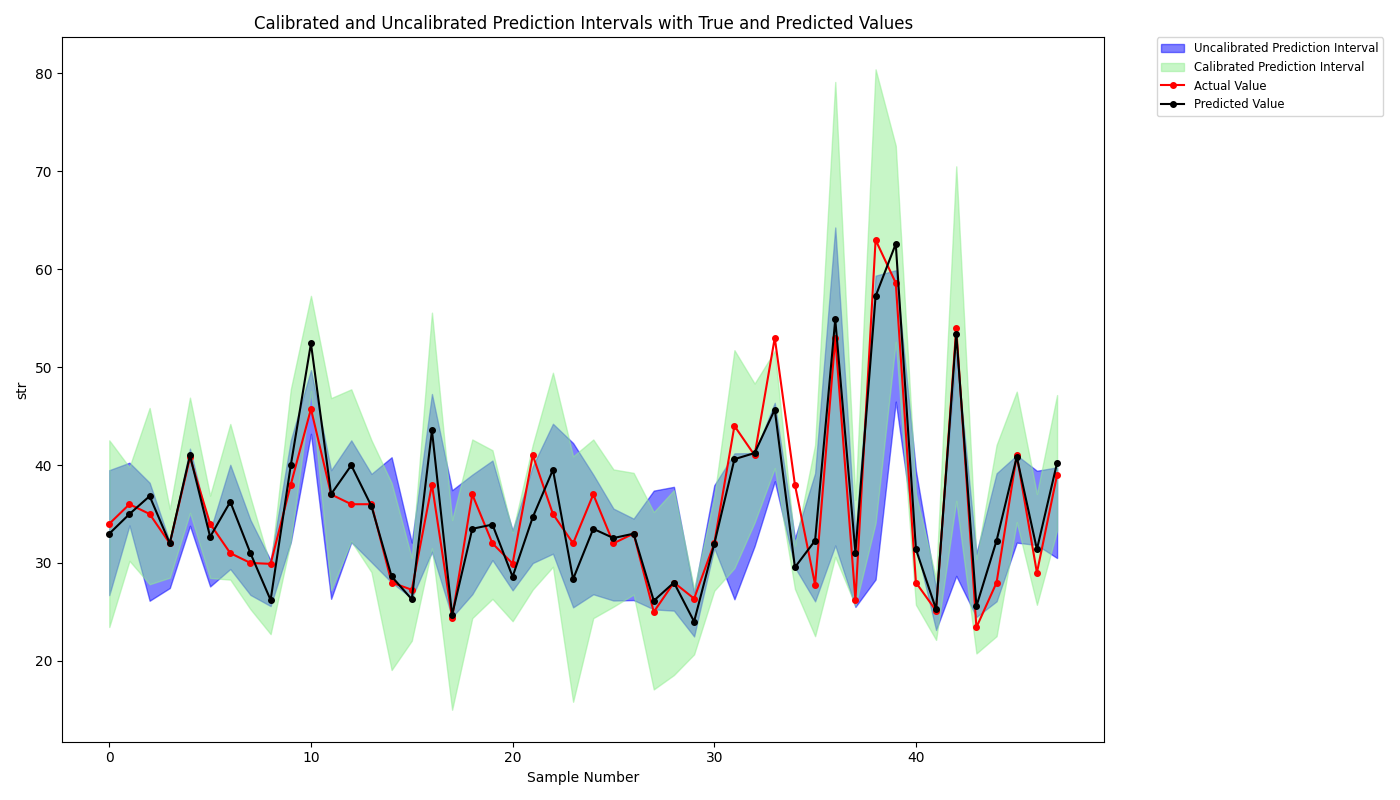 Calibrated and Uncalibrated Prediction Intervals with True and Predicted Values
Uncalibrated Prediction Interval
Calibrated Prediction Interval
Actual Value
Predicted Value
80
70
60
50
40
30
20
str
0 10 20 30 40
Sample Number